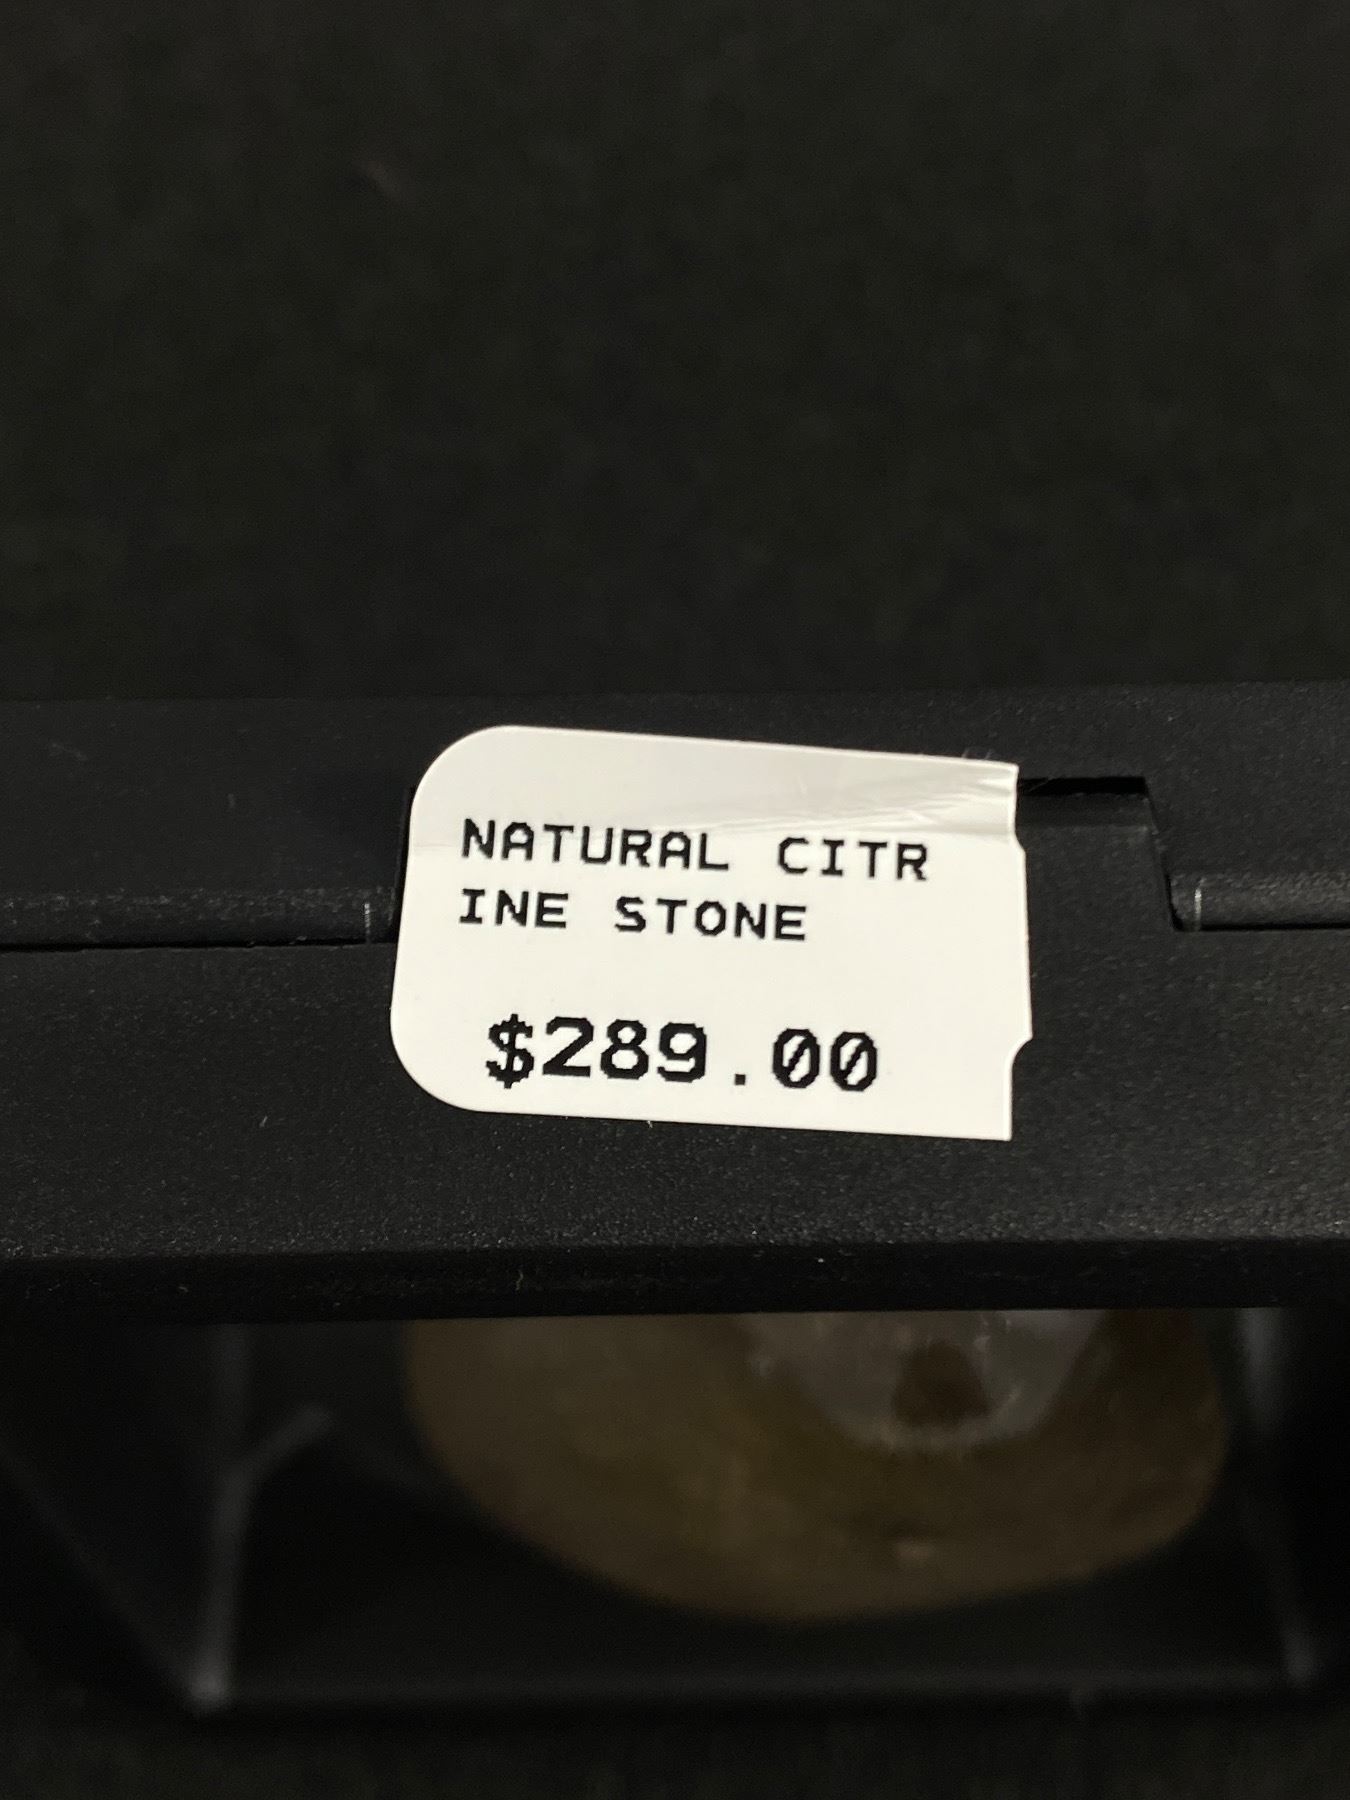 NATURAL CITR
INE STONE
$289.00